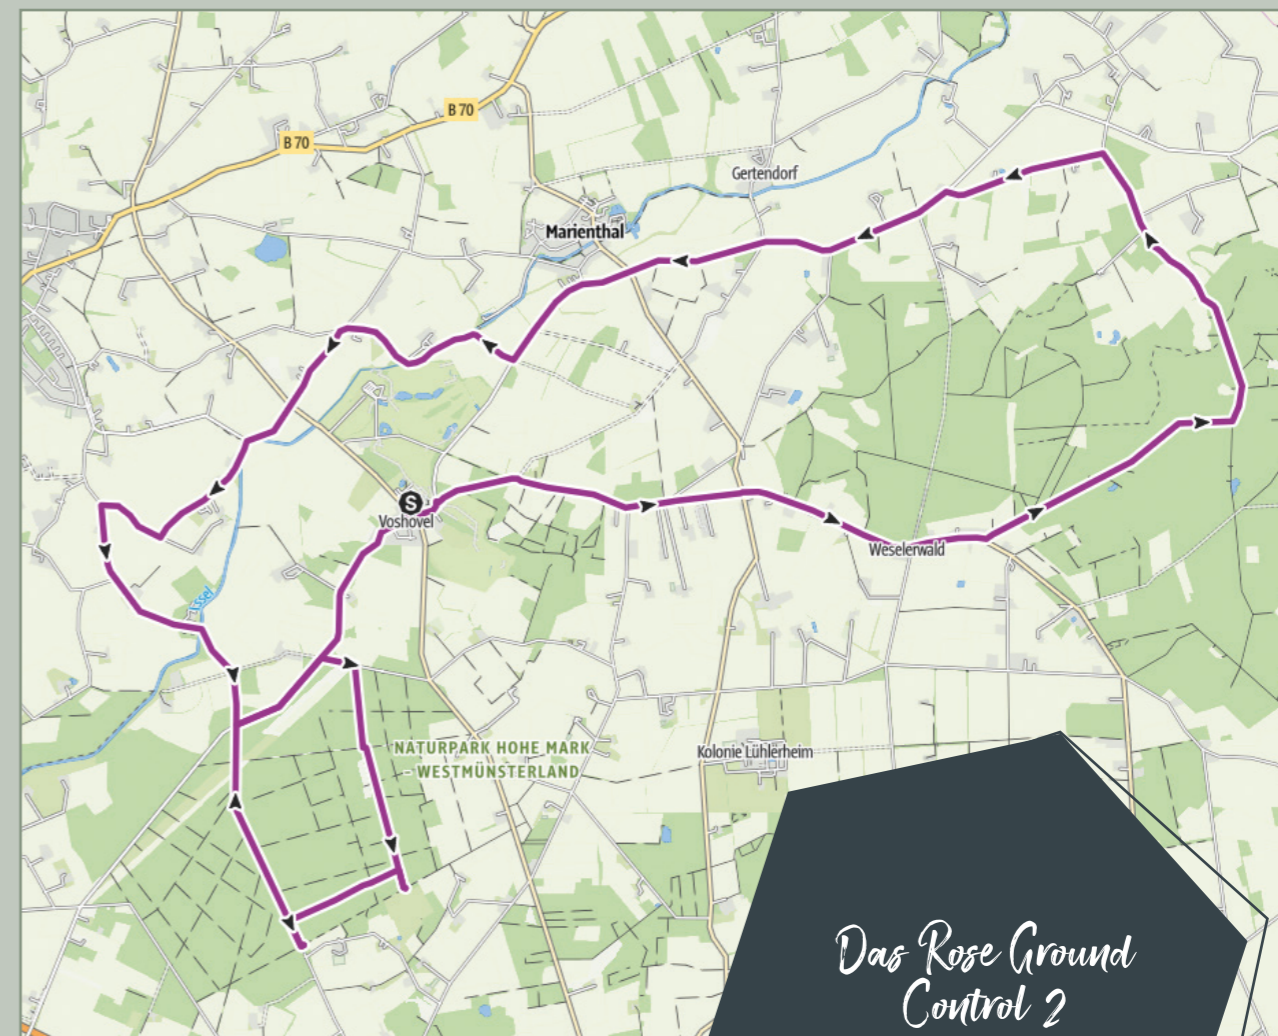 B 70
B 70
Gertendorf
Marienthal
S
Voshövel
Weselerwald
Issel
NATURPARK HOHE MARK
- WESTMÜNSTERLAND
Kolonie Lühlerheim
Das Rose Ground
Control 2